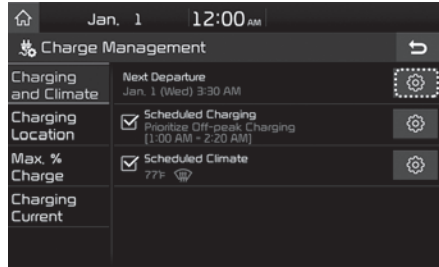 Jan. 1 12:00 AM
Charge Management
Charging and Climate
Next Departure
Jan. 1 (Wed) 3:30 AM
Charging Location
Scheduled Charging
Prioritize Off-peak Charging
[1:00 AM - 2:20 AM]
Max. % Charge
Scheduled Climate
77°F
Charging Current